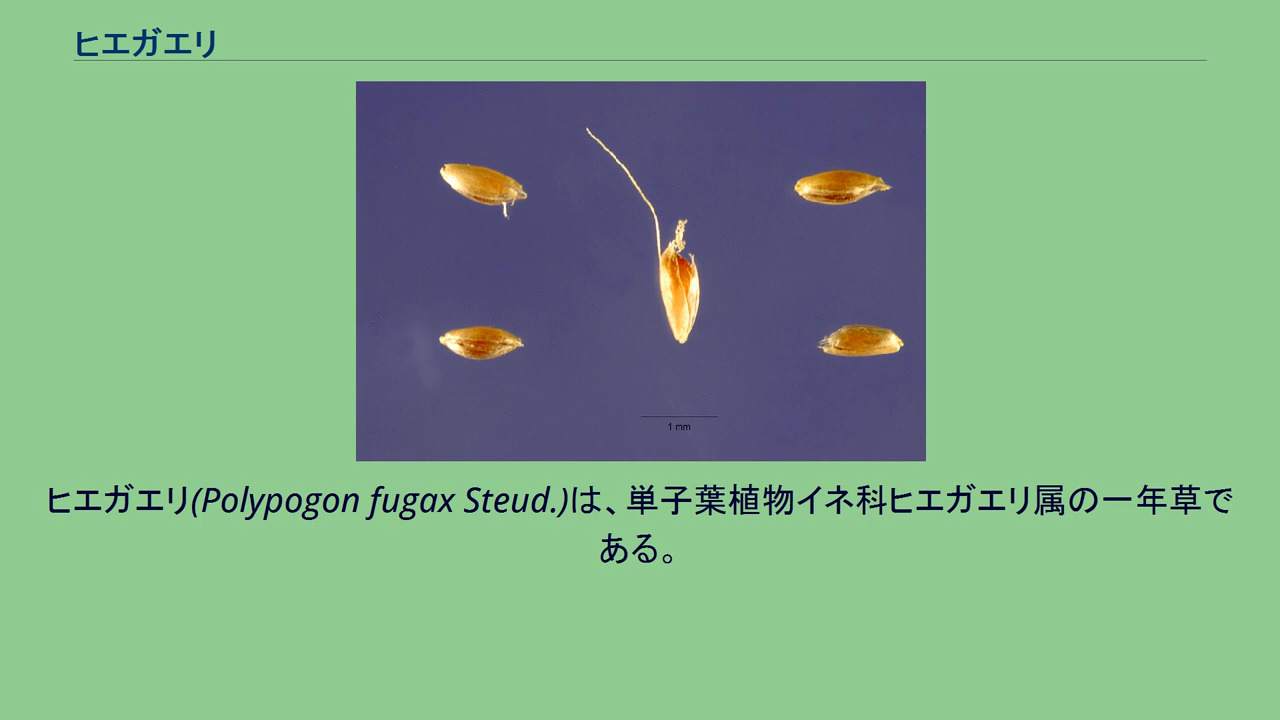 ヒエガエリ
1 mm
ヒエガエリ(Polypogon fugax Steud.)は、単子葉植物イネ科ヒエガエリ属の一年草で
ある。